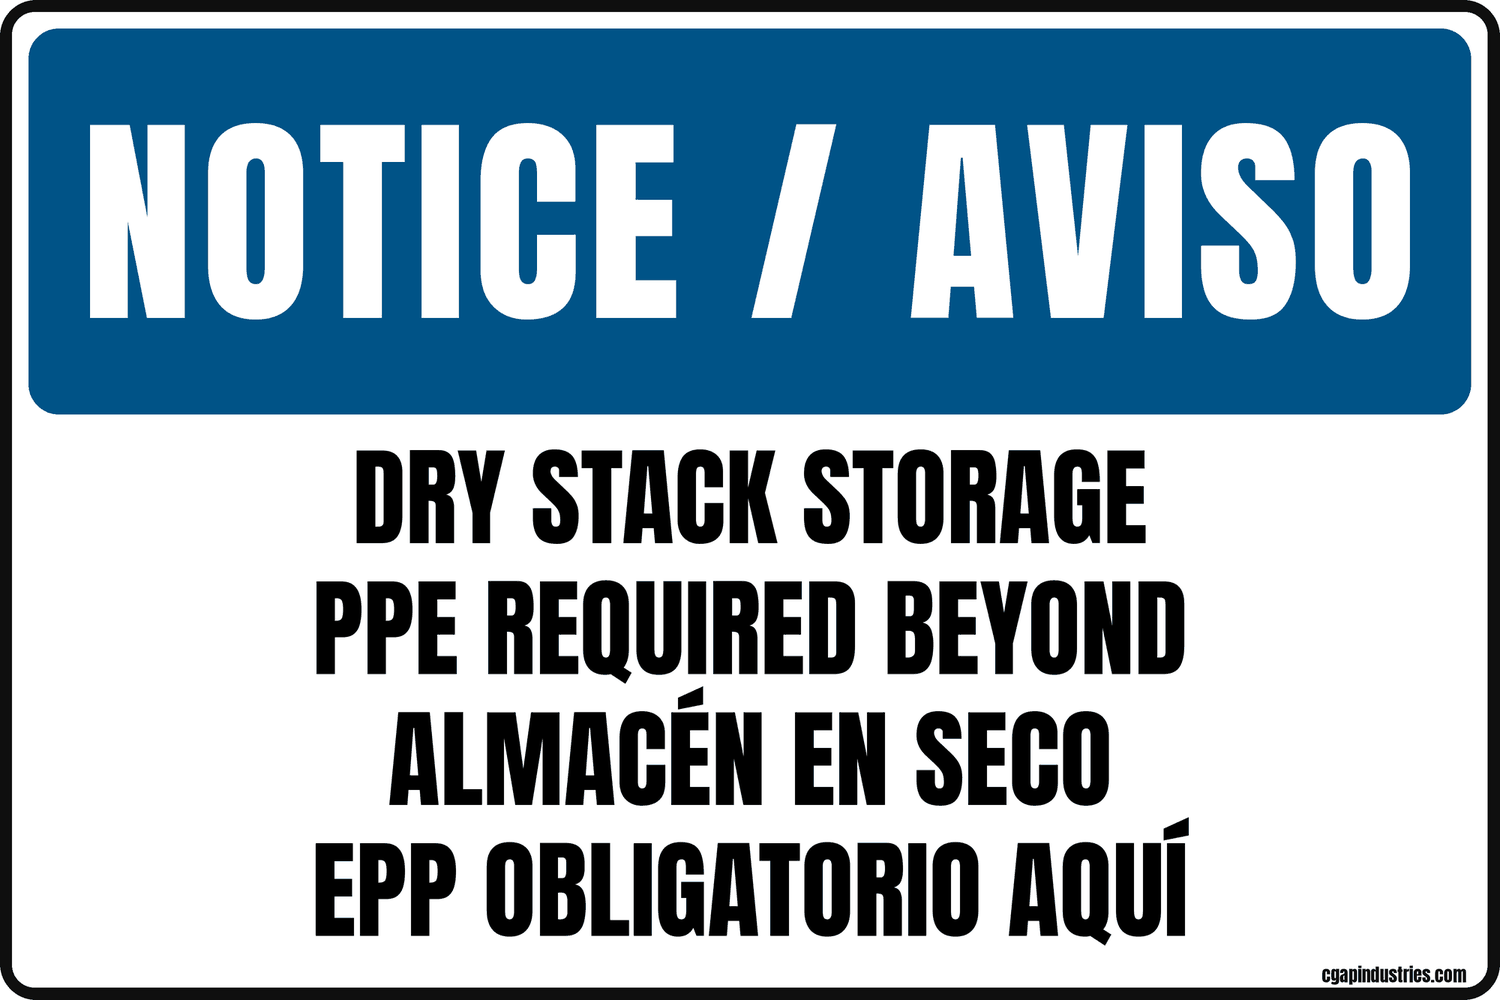 NOTICE / AVISO
DRY STACK STORAGE
PPE REQUIRED BEYOND
ALMACÉN EN SECO
EPP OBLIGATORIO AQUÍ
cgapindustries.com